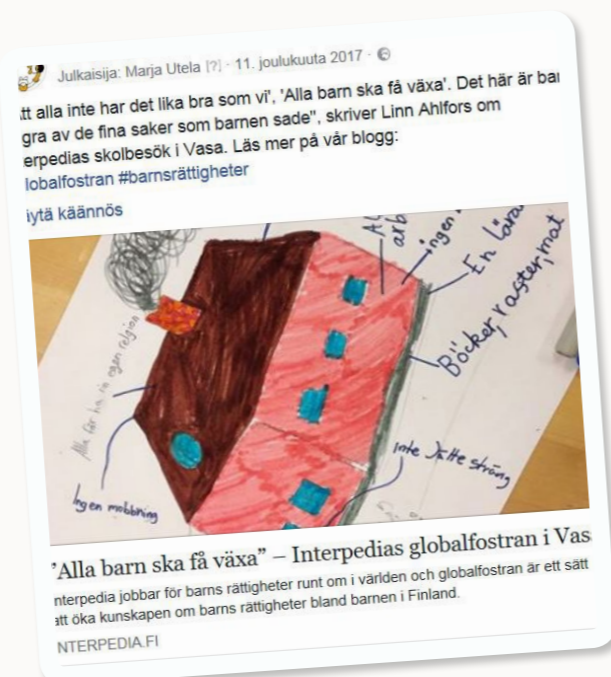 Julkaisija: Marja Utela [?] · 11. joulukuuta 2017 ·
tt alla inte har det lika bra som vi', 'Alla barn ska få växa'. Det här är bar
gra av de fina saker som barnen sade", skriver Linn Ahlfors om
erpedias skolbesök i Vasa. Läs mer på vår blogg:
lobalfostran #barnsrättigheter
iytä käännös
Al
arb
ingen
En lärar
Böcker, raster, mat
Alla får ha sin egen religion
Ingen mobbning
Inte jätte sträng
"Alla barn ska få växa" – Interpedias globalfostran i Vas
nterpedia jobbar för barns rättigheter runt om i världen och globalfostran är ett sätt
att öka kunskapen om barns rättigheter bland barnen i Finland.
NTERPEDIA.FI